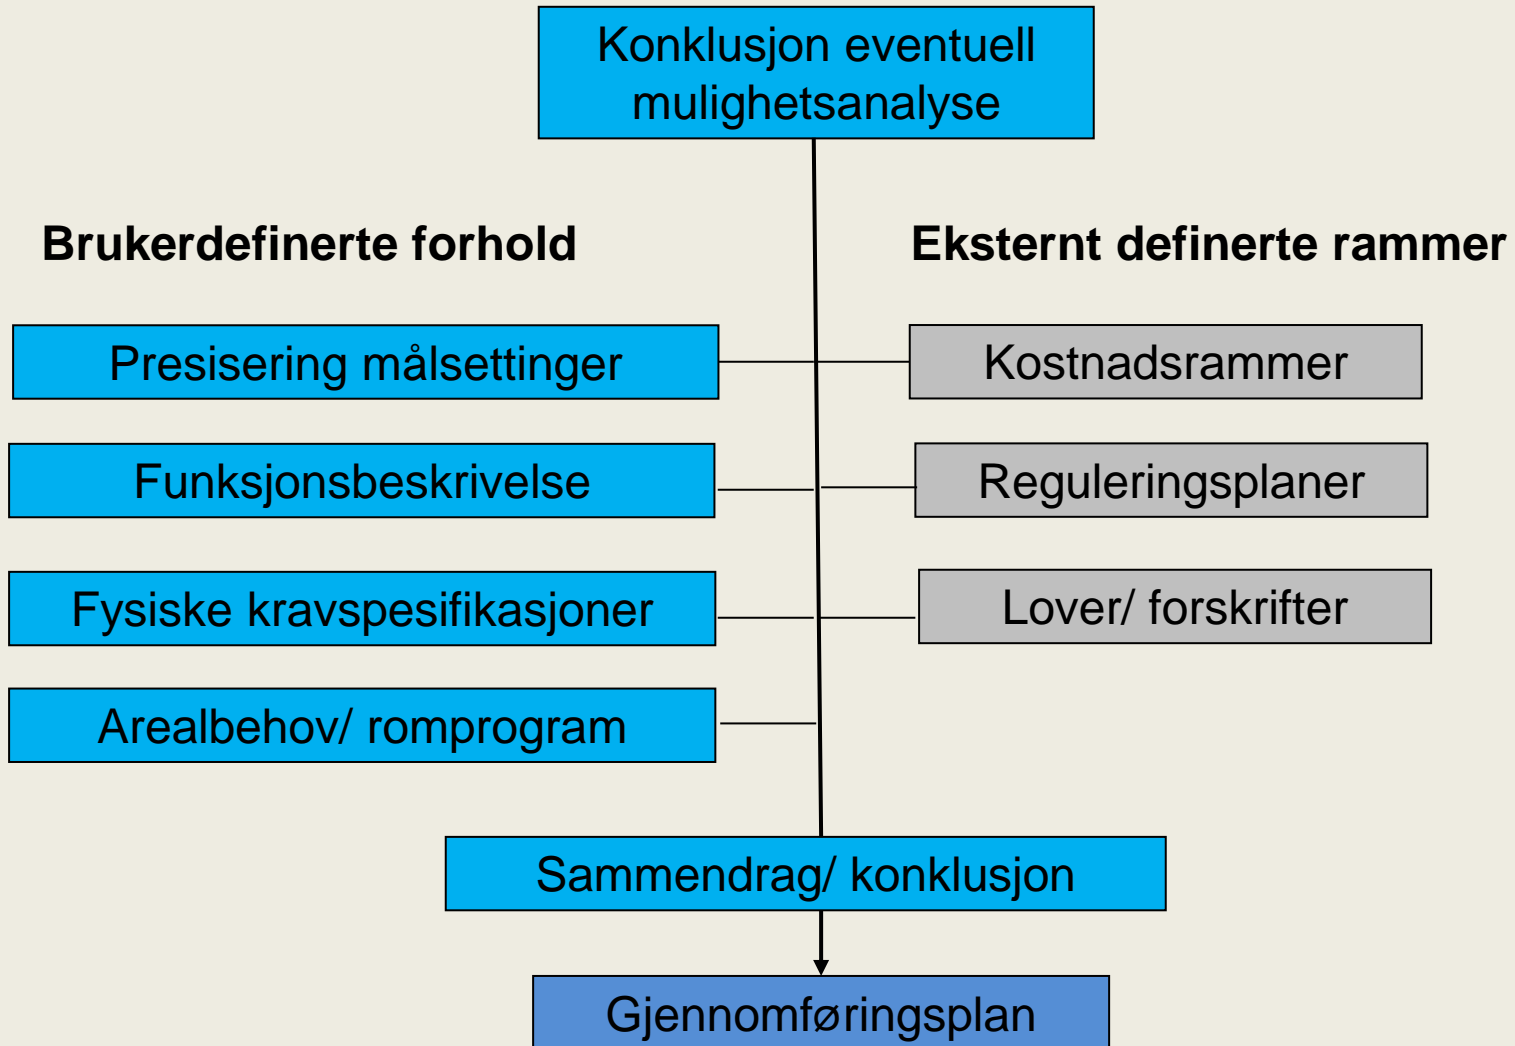 Konklusjon eventuell
mulighetsanalyse
Brukerdefinerte forhold
Eksternt definerte rammer
Presisering målsettinger
Kostnadsrammer
Funksjonsbeskrivelse
Reguleringsplaner
Fysiske kravspesifikasjoner
Lover/ forskrifter
Arealbehov/ romprogram
Sammendrag/ konklusjon
Gjennomføringsplan